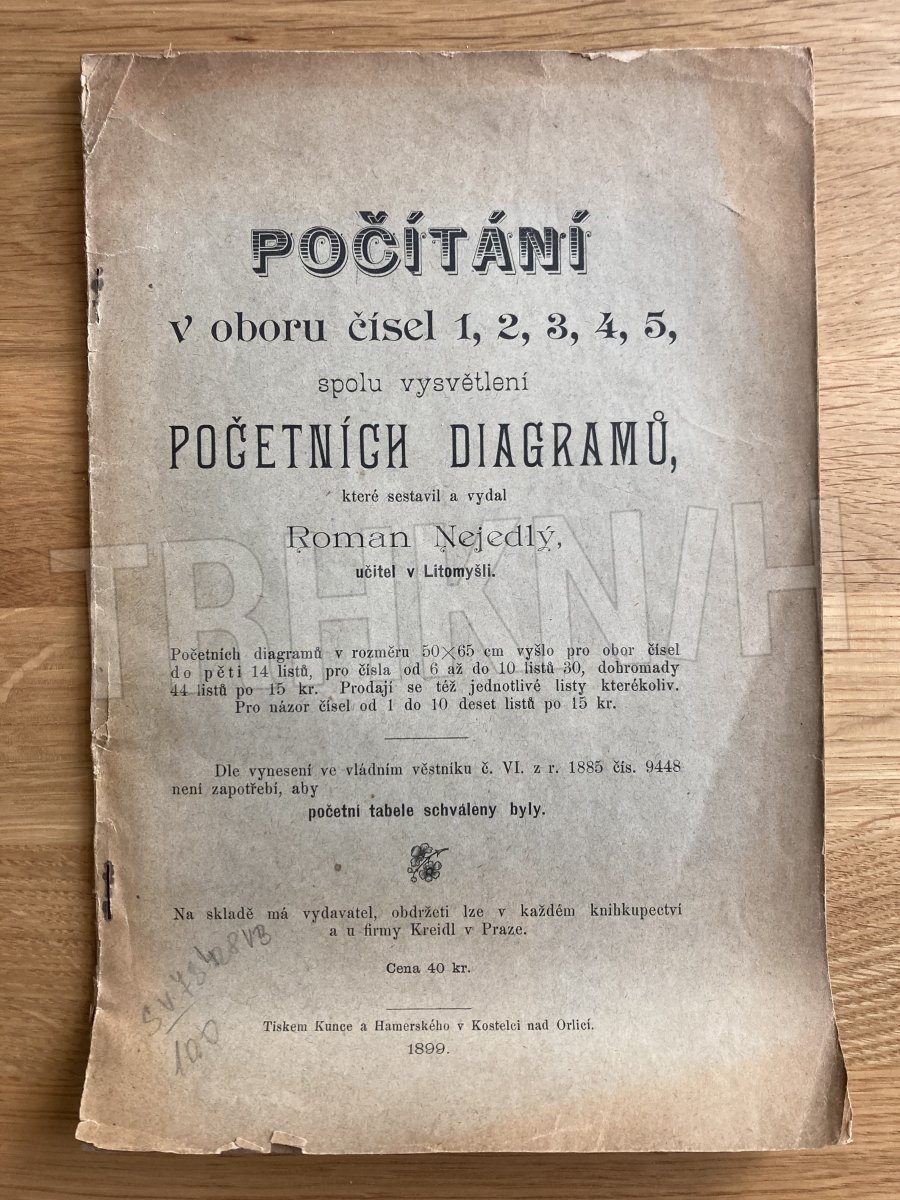 POČÍTÁNÍ
v oboru čísel 1, 2, 3, 4, 5,
spolu vysvětlení
POČETNÍCH DIAGRAMŮ,
které sestavil a vydal
Roman Nejedlý,
učitel v Litomyšli.
Početních diagramů v rozměru 50×65 cm vyšlo pro obor čísel
do pěti 14 listů, pro čísla od 6 až do 10 listů 30, dohromady
44 listů po 15 kr. Prodají se též jednotlivé listy kterékoliv.
Pro názor čísel od 1 do 10 deset listů po 15 kr.
Dle vynesení ve vládním věstníku č. VI. z r. 1885 čís. 9448
není zapotřebí, aby
početní tabele schváleny byly.
Na skladě má vydavatel, obdržeti lze v každém knihkupectví
a u firmy Kreidl v Praze.
Cena 40 kr.
Tiskem Kunce a Hamerského v Kostelci nad Orlicí.
1899.
100
TRHKNIH